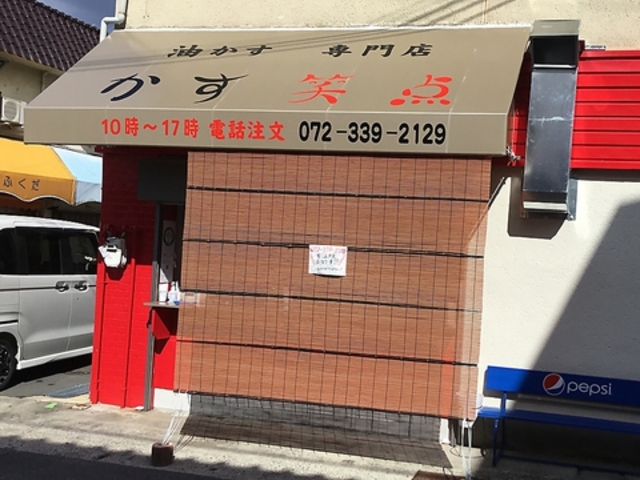 油かす 専門店
かす 笑点
10時～17時 電話注文 072-339-2129
ふくだ
pepsi